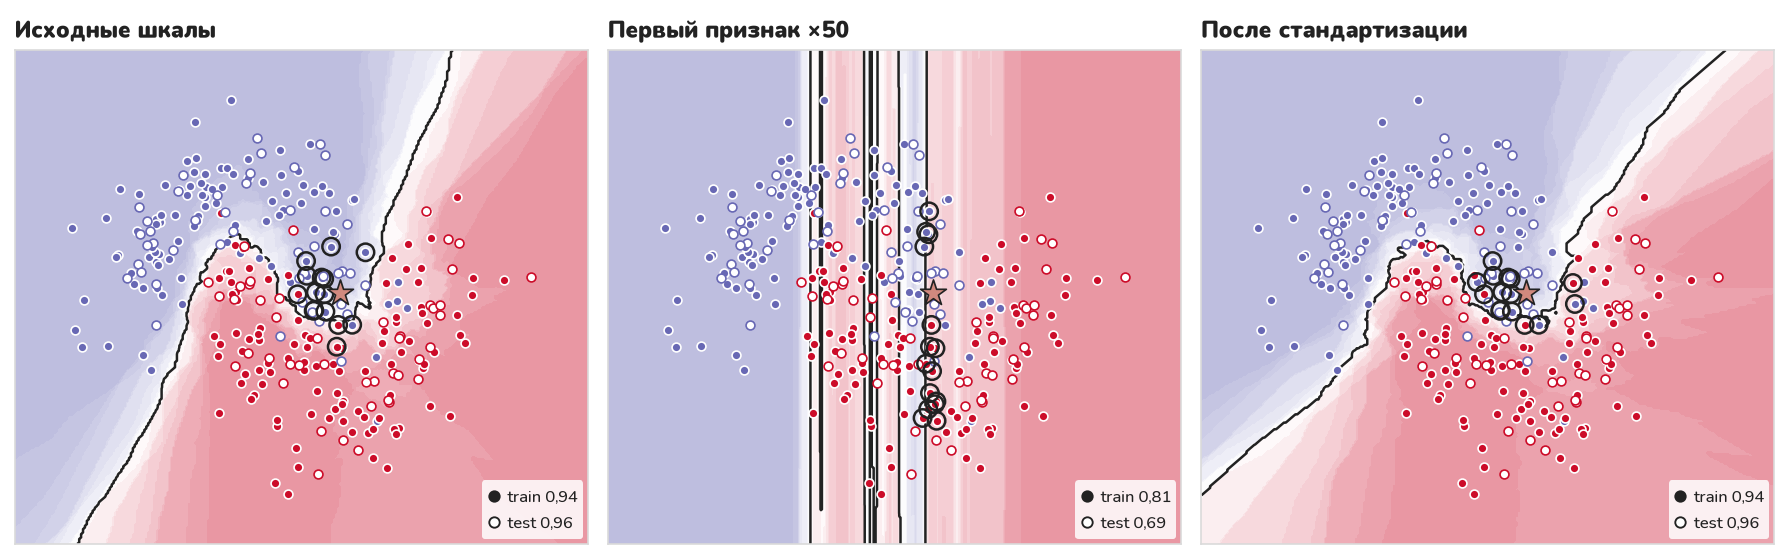 Исходные шкалы
train 0,94
test 0,96
Первый признак ×50
train 0,81
test 0,69
После стандартизации
train 0,94
test 0,96